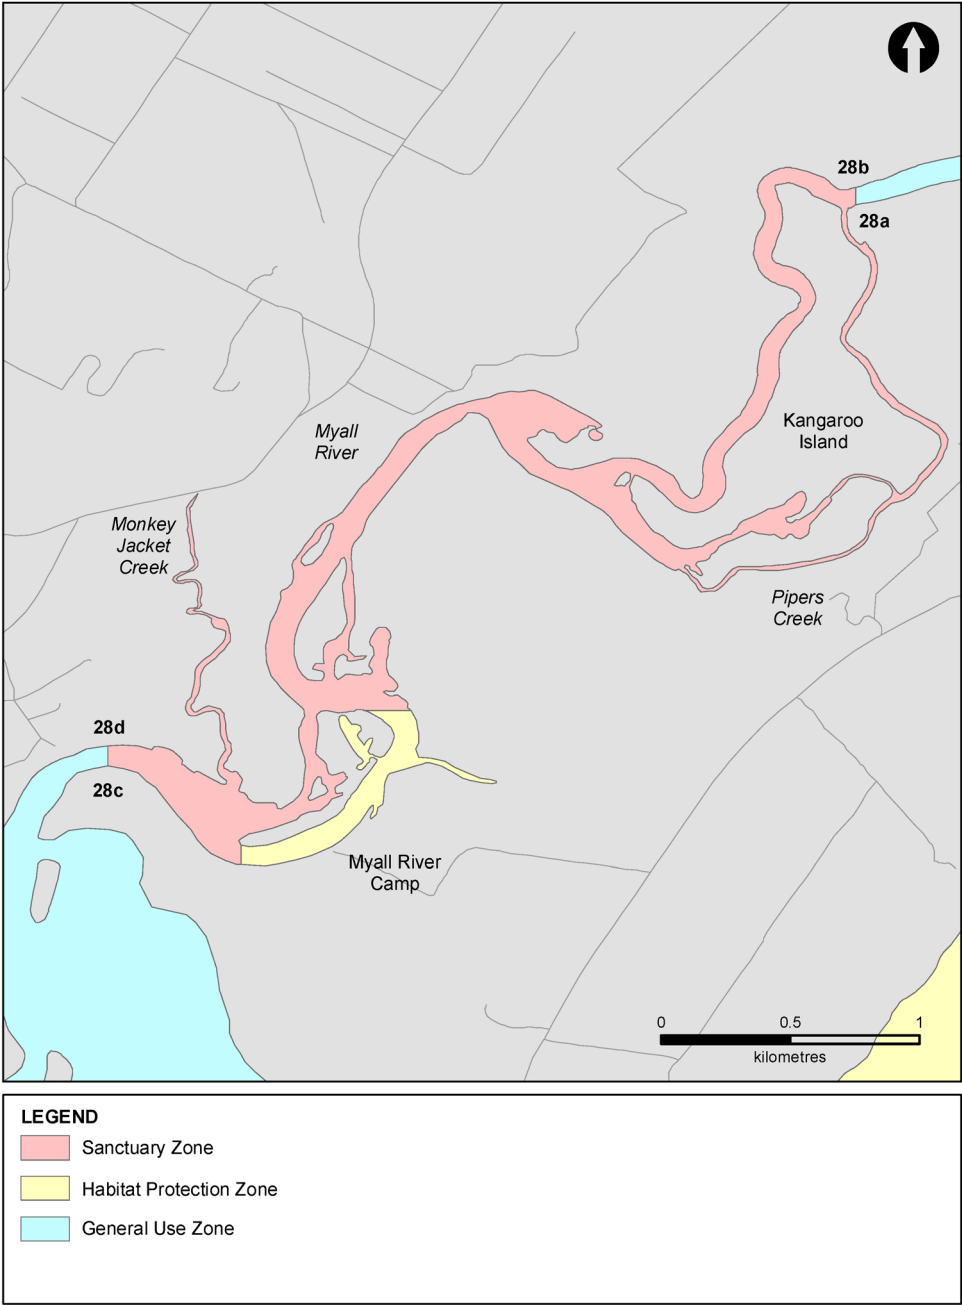 28b
28a
Kangaroo
Island
Myall
River
Monkey
Jacket
Creek
Pipers
Creek
28d
28c
Myall River
Camp
0 0.5 1
kilometres
LEGEND
Sanctuary Zone
Habitat Protection Zone
General Use Zone